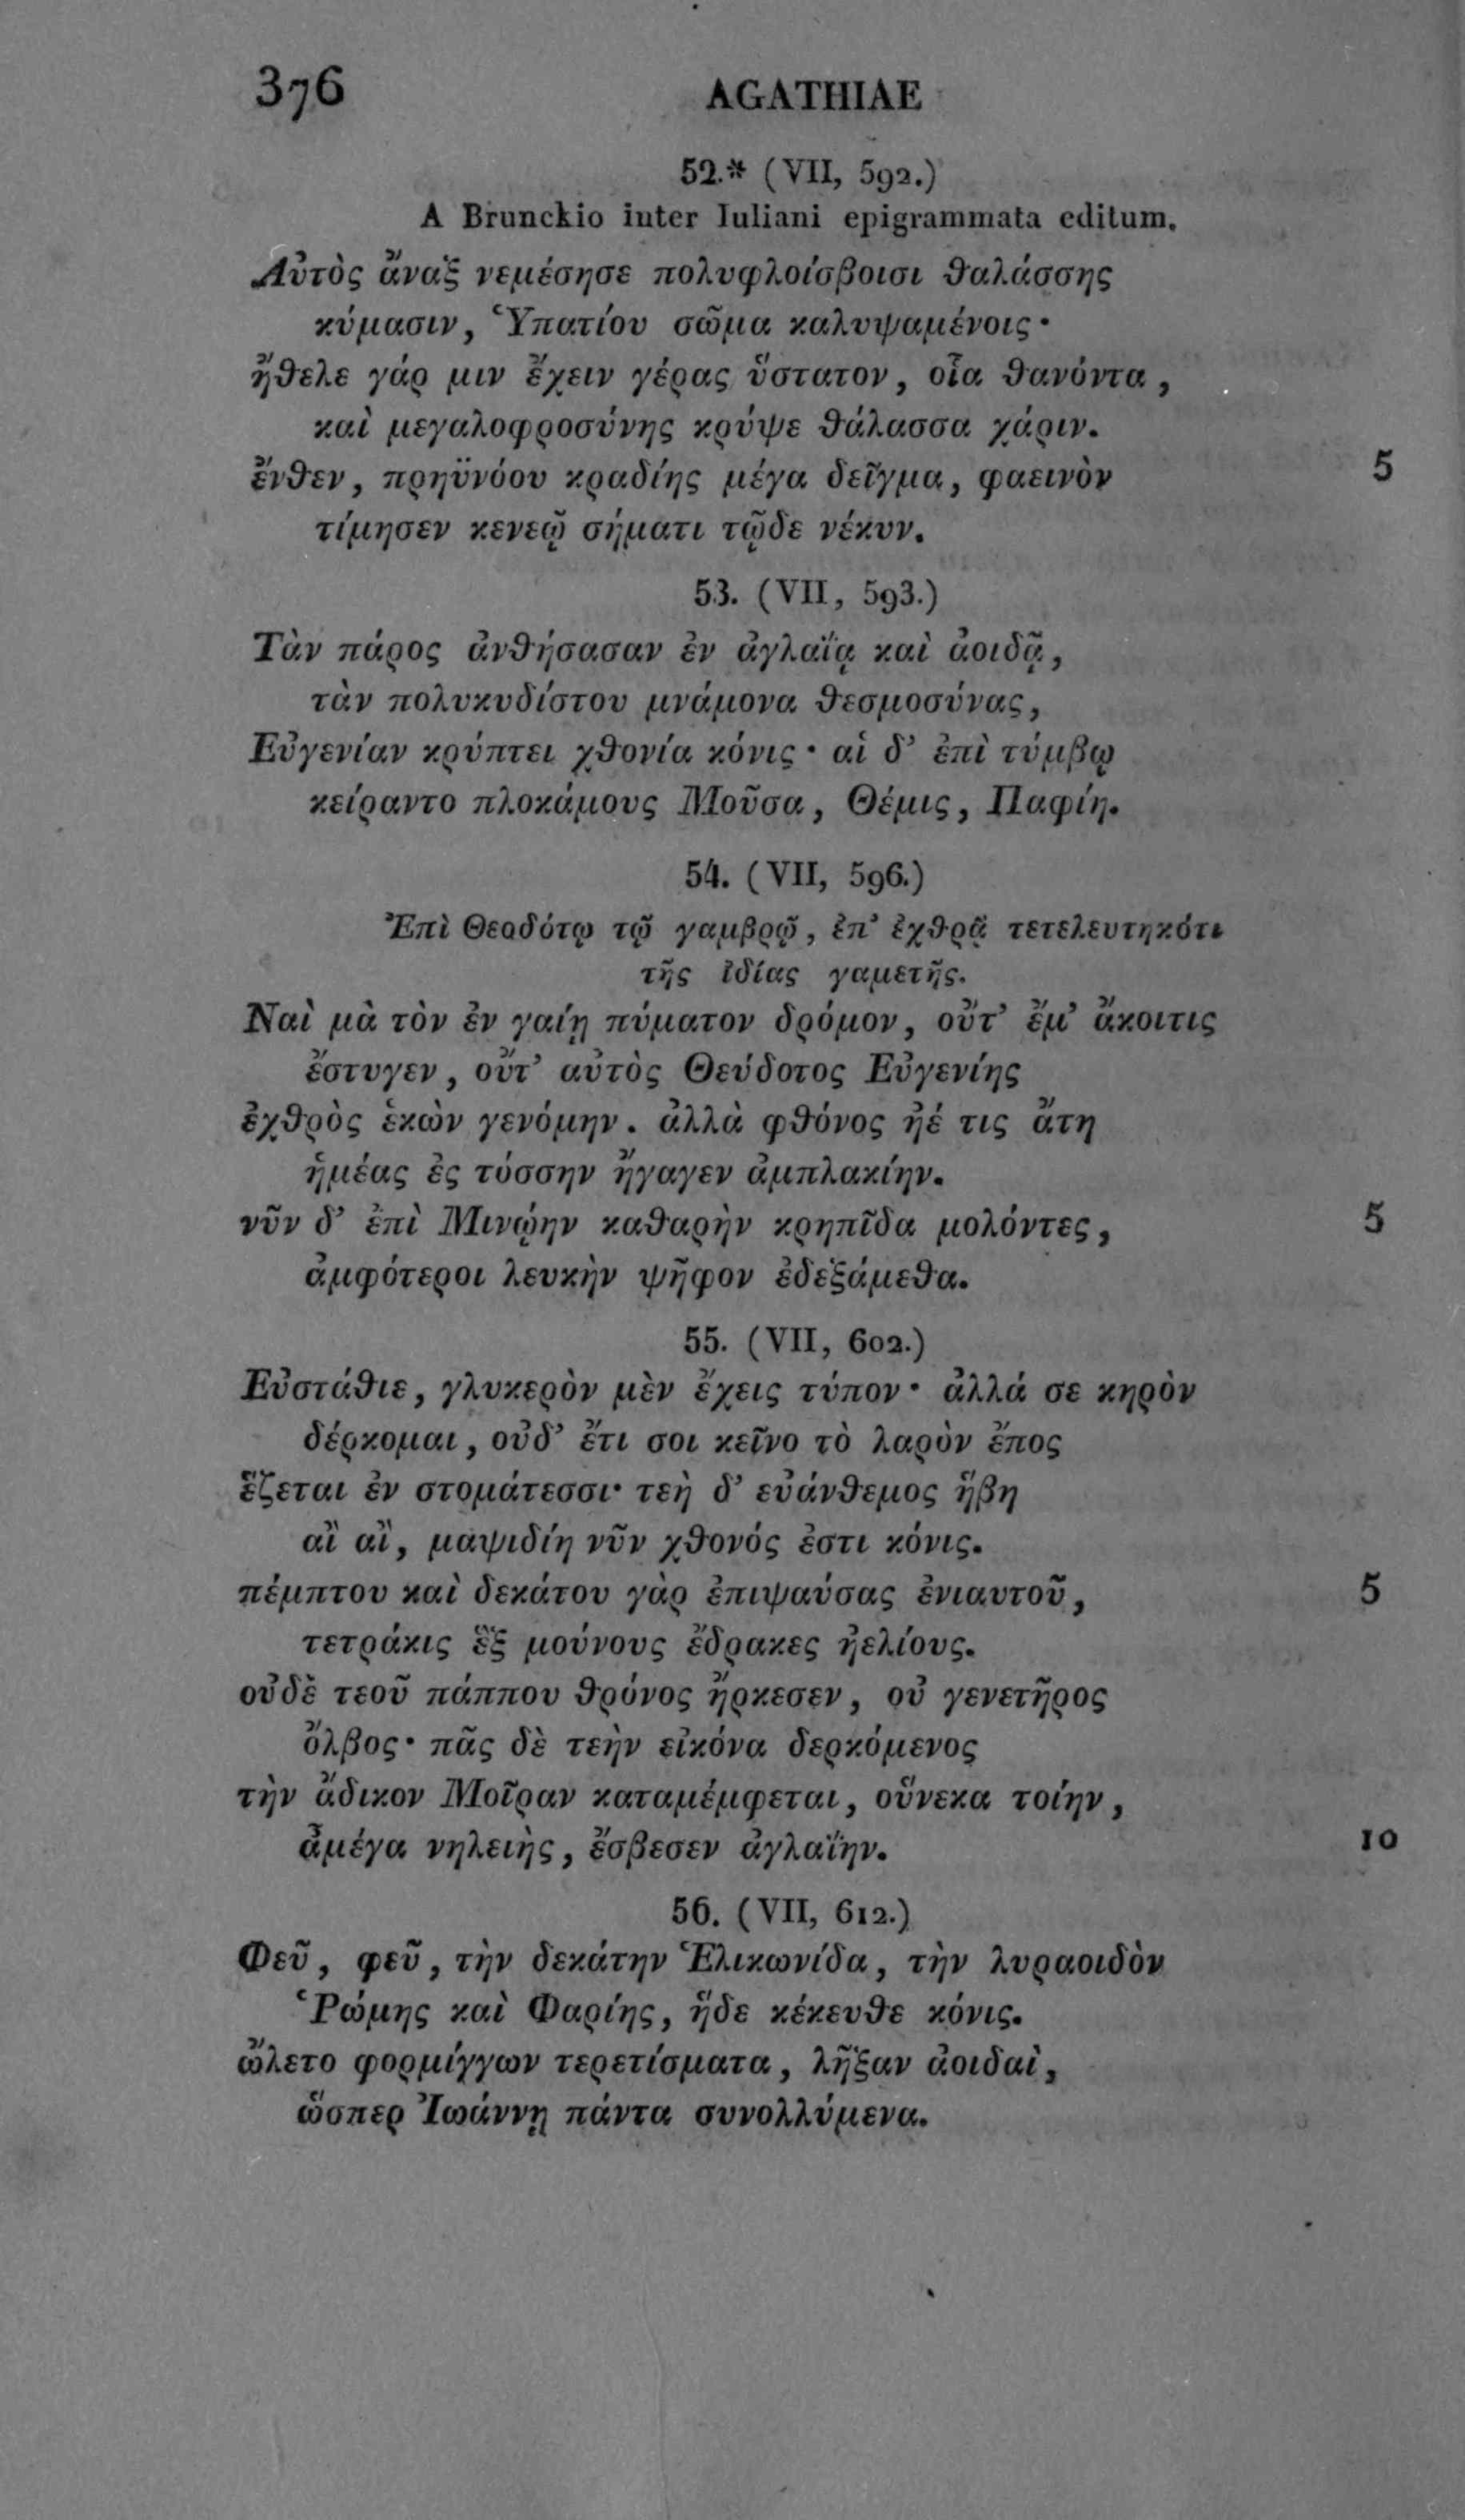 376 AGATHIAE
52.* (VII, 592.)
A Brunckio inter Iuliani epigrammata editum.
Αὐτὸς ἄναξ νεμέσησε πολυφλοίσβοισι θαλάσσης
κύμασιν, Ὑπατίου σῶμα καλυψαμένοις·
ἤθελε γάρ μιν ἔχειν γέρας ὕστατον, οἷα θανόντα,
καὶ μεγαλοφροσύνης κρύψε θάλασσα χάριν.
ἔνθεν, πρηϋνόου κραδίης μέγα δεῖγμα, φαεινὸν 5
τίμησεν κενεῷ σήματι τῷδε νέκυν.
53. (VII, 593.)
Τὰν πάρος ἀνθήσασαν ἐν ἀγλαΐᾳ καὶ ἀοιδᾷ,
τὰν πολυκυδίστου μνάμονα θεσμοσύνας,
Εὐγενίαν κρύπτει χθονία κόνις· αἱ δ’ ἐπὶ τύμβῳ
κείραντο πλοκάμους Μοῦσα, Θέμις, Παφίη.
54. (VII, 596.)
Ἐπὶ Θεοδότῳ τῷ γαμβρῷ, ἐπ’ ἐχθρᾷ τετελευτηκότι
τῆς ἰδίας γαμετῆς.
Ναὶ μὰ τὸν ἐν γαίῃ πύματον δρόμον, οὔτ’ ἔμ’ ἄκοιτις
ἔστυγεν, οὔτ’ αὐτὸς Θεύδοτος Εὐγενίης
ἐχθρὸς ἑκὼν γενόμην. ἀλλὰ φθόνος ἠέ τις ἄτη
ἡμέας ἐς τόσσην ἤγαγεν ἀμπλακίην.
νῦν δ’ ἐπὶ Μινῴην καθαρὴν κρηπῖδα μολόντες, 5
ἀμφότεροι λευκὴν ψῆφον ἐδεξάμεθα.
55. (VII, 602.)
Εὐστάθιε, γλυκερὸν μὲν ἔχεις τύπον· ἀλλά σε κηρὸν
δέρκομαι, οὐδ’ ἔτι σοι κεῖνο τὸ λαρὸν ἔπος
ἕζεται ἐν στομάτεσσι· τεὴ δ’ εὐάνθεμος ἥβη
αἲ αἲ, μαψιδίη νῦν χθονός ἐστι κόνις.
πέμπτου καὶ δεκάτου γὰρ ἐπιψαύσας ἐνιαυτοῦ, 5
τετράκις ἓξ μούνους ἔδρακες ἠελίους.
οὐδὲ τεοῦ πάππου θρόνος ἤρκεσεν, οὐ γενετῆρος
ὄλβος· πᾶς δὲ τεὴν εἰκόνα δερκόμενος
τὴν ἄδικον Μοῖραν καταμέμφεται, οὕνεκα τοίην,
ἆμέγα νηλειὴς, ἔσβεσεν ἀγλαΐην. 10
56. (VII, 612.)
Φεῦ, φεῦ, τὴν δεκάτην Ἑλικωνίδα, τὴν λυραοιδὸν
Ῥώμης καὶ Φαρίης, ἥδε κέκευθε κόνις.
ὤλετο φορμίγγων τερετίσματα, λῆξαν ἀοιδαὶ,
ὥσπερ Ἰωάννῃ πάντα συνολλύμενα.